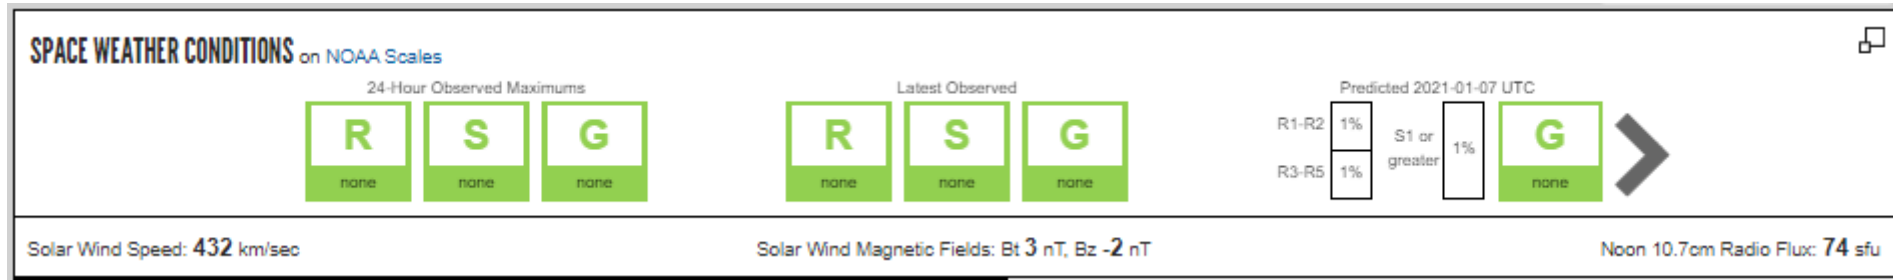 SPACE WEATHER CONDITIONS on NOAA Scales
24-Hour Observed Maximums
R S G
none none none
Latest Observed
R S G
none none none
Predicted 2021-01-07 UTC
R1-R2 1%
R3-R5 1%
S1 or
greater
1%
G
none
Solar Wind Speed: 432 km/sec
Solar Wind Magnetic Fields: Bt 3 nT, Bz -2 nT
Noon 10.7cm Radio Flux: 74 sfu